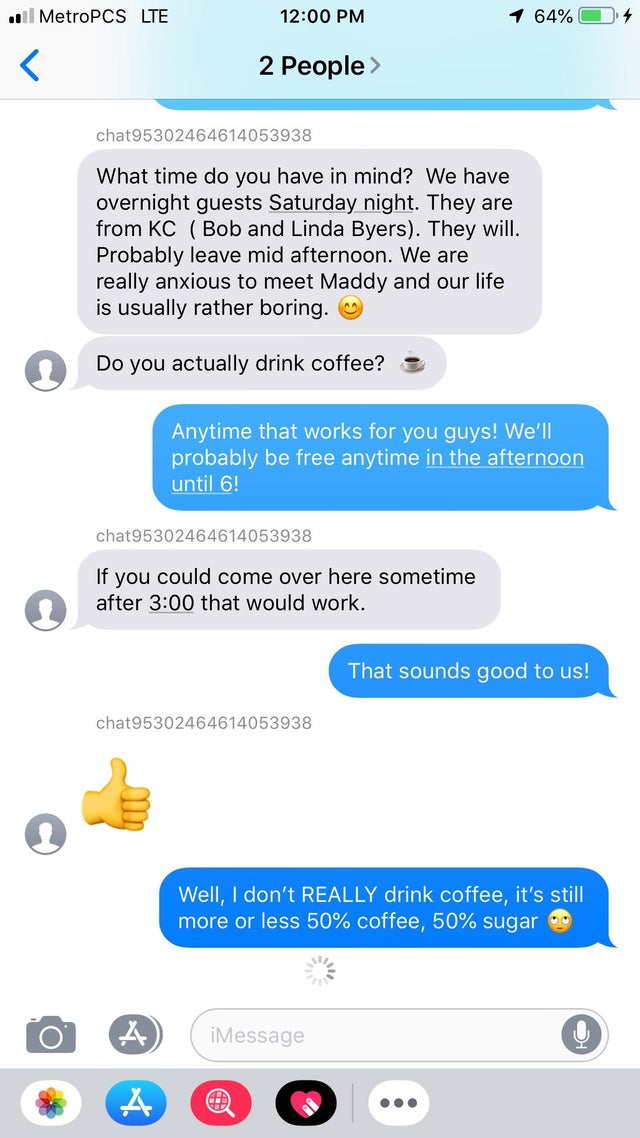 MetroPCS LTE 12:00 PM 64%
2 People
chat95302464614053938
What time do you have in mind?  We have
overnight guests Saturday night. They are
from KC  ( Bob and Linda Byers). They will.
Probably leave mid afternoon. We are
really anxious to meet Maddy and our life
is usually rather boring. 😊
Do you actually drink coffee? ☕
Anytime that works for you guys! We’ll
probably be free anytime in the afternoon
until 6!
chat95302464614053938
If you could come over here sometime
after 3:00 that would work.
That sounds good to us!
chat95302464614053938
👍
Well, I don’t REALLY drink coffee, it’s still
more or less 50% coffee, 50% sugar 🙄
iMessage